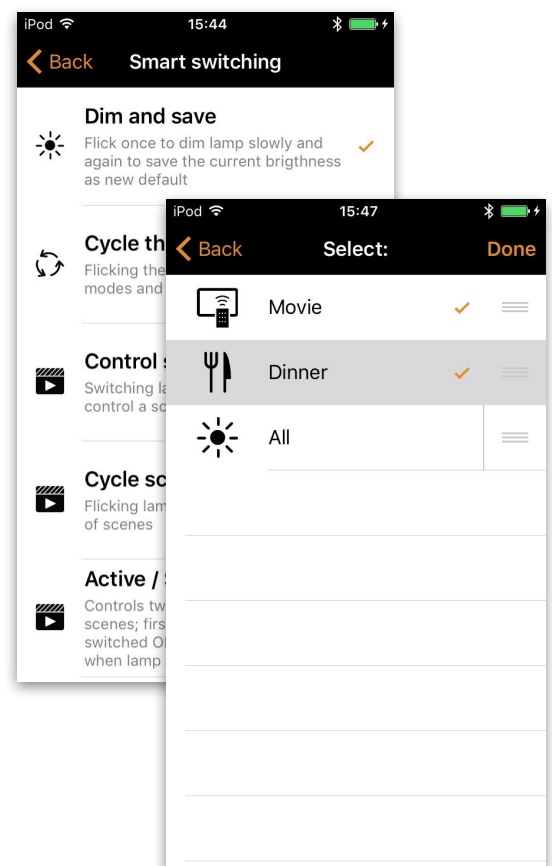 iPod 15:44
Back Smart switching
Dim and save
Flick once to dim lamp slowly and
again to save the current brigthness
as new default
Cycle th
Flicking the
modes and
Control
Switching la
control a sc
Cycle sc
Flicking lam
of scenes
Active /
Controls tw
scenes; firs
switched O
when lamp
iPod 15:47
Back Select: Done
Movie
Dinner
All